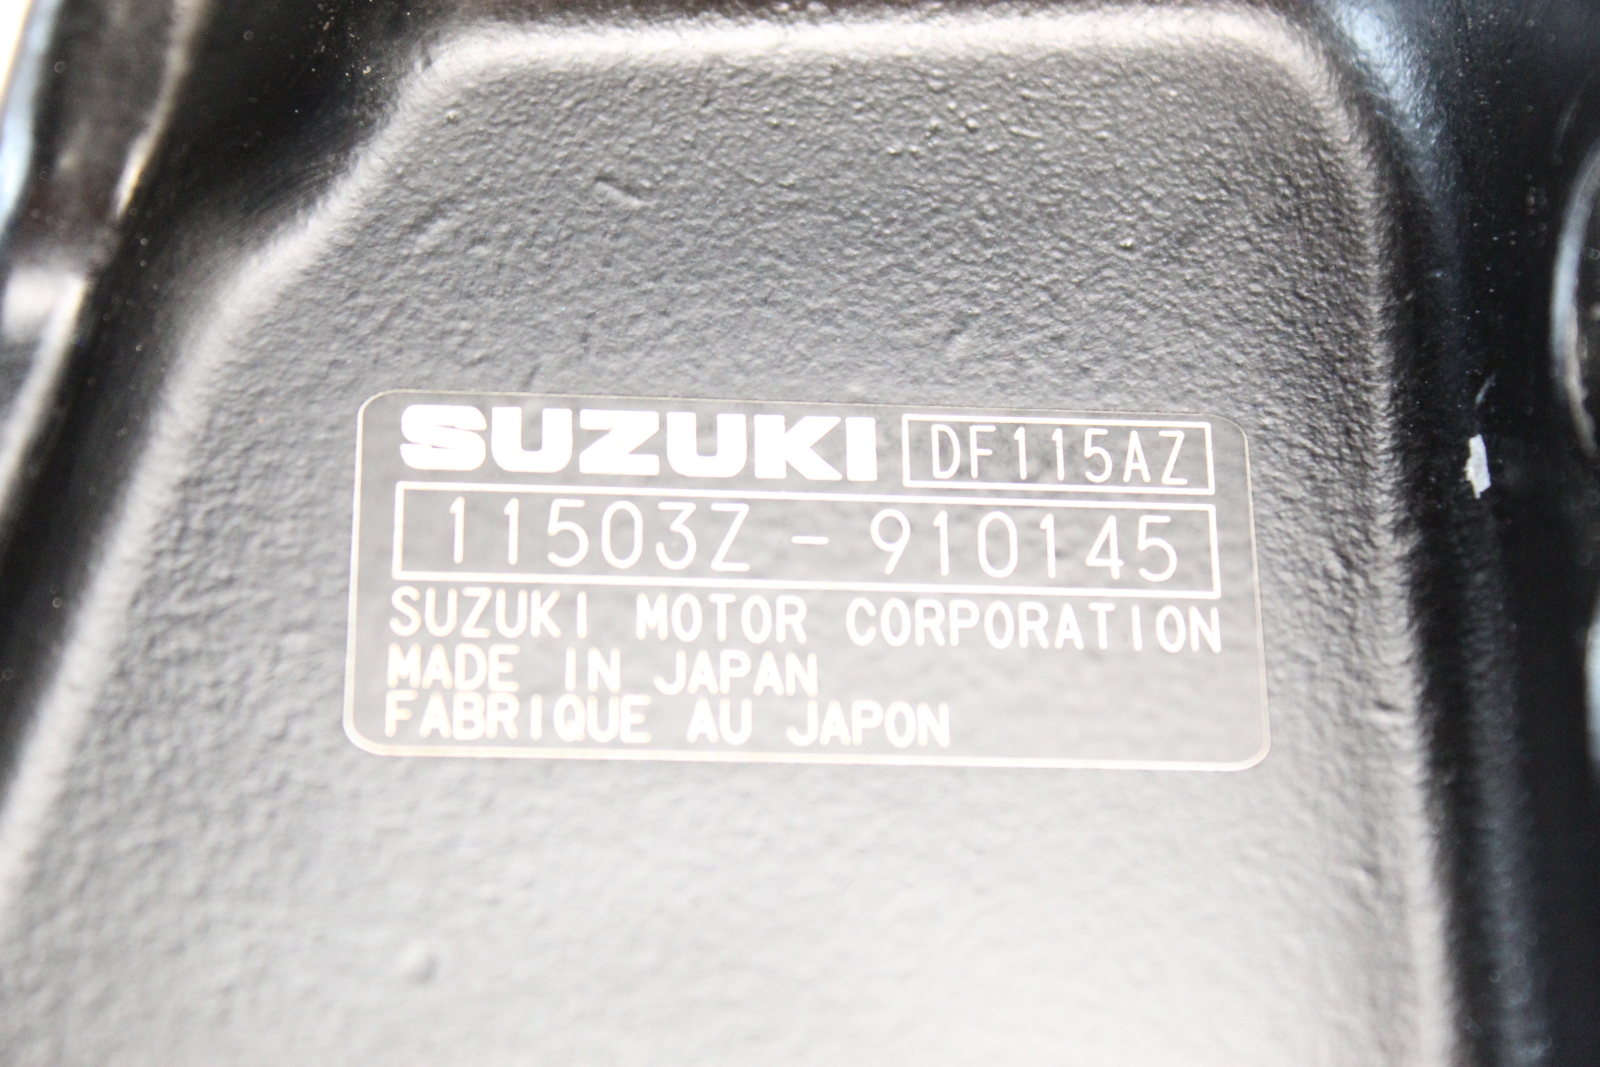 SUZUKI DF115AZ
11503Z-910145
SUZUKI MOTOR CORPORATION
MADE IN JAPAN
FABRIQUE AU JAPON